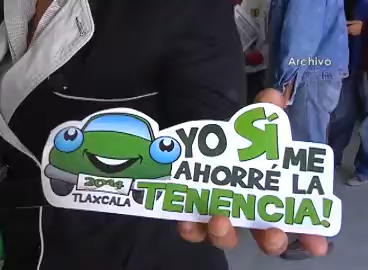 Archivo
YO SÍ ME
AHORRÉ LA
TENENCIA!
2014
TLAXCALA